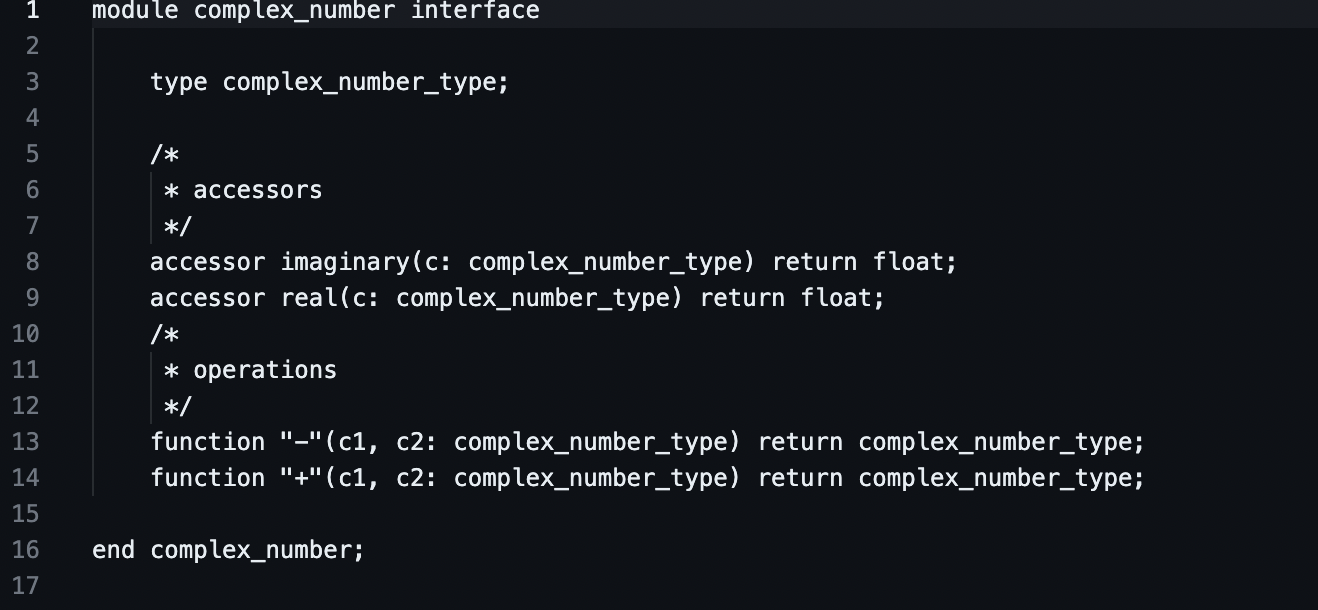 1 module complex_number interface
2
3 type complex_number_type;
4
5 /*
6 * accessors
7 */
8 accessor imaginary(c: complex_number_type) return float;
9 accessor real(c: complex_number_type) return float;
10 /*
11 * operations
12 */
13 function "-"(c1, c2: complex_number_type) return complex_number_type;
14 function "+"(c1, c2: complex_number_type) return complex_number_type;
15
16 end complex_number;
17